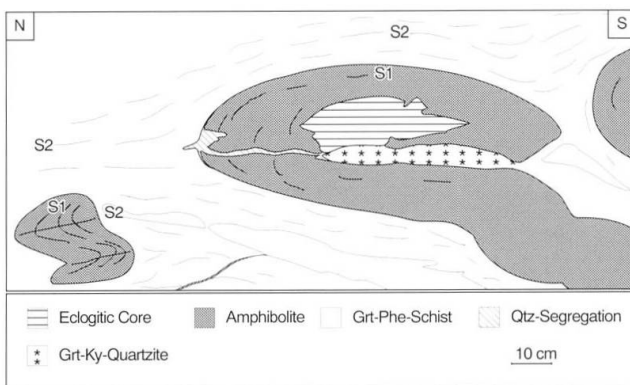 N
S
S2
S1
S2
S1
S2
Eclogitic Core
Amphibolite
Grt-Phe-Schist
Qtz-Segregation
Grt-Ky-Quartzite
10 cm